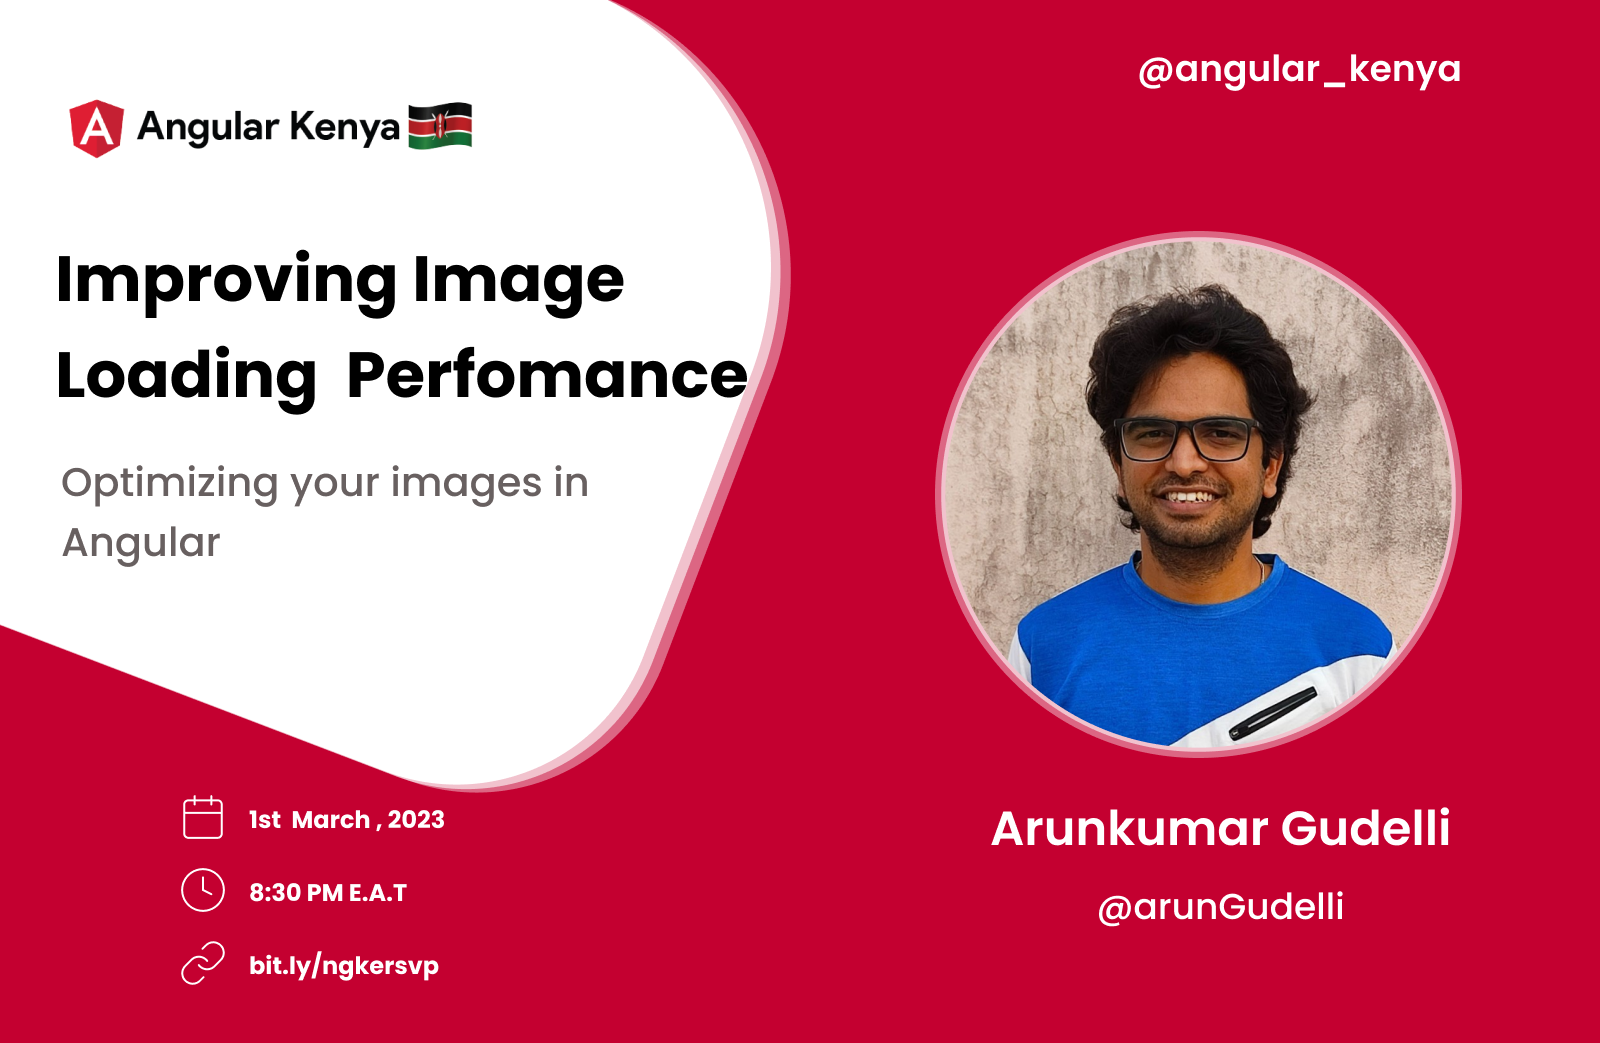 @angular_kenya
Angular Kenya
Improving Image
Loading Perfomance
Optimizing your images in
Angular
1st March , 2023
8:30 PM E.A.T
bit.ly/ngkersvp
Arunkumar Gudelli
@arunGudelli